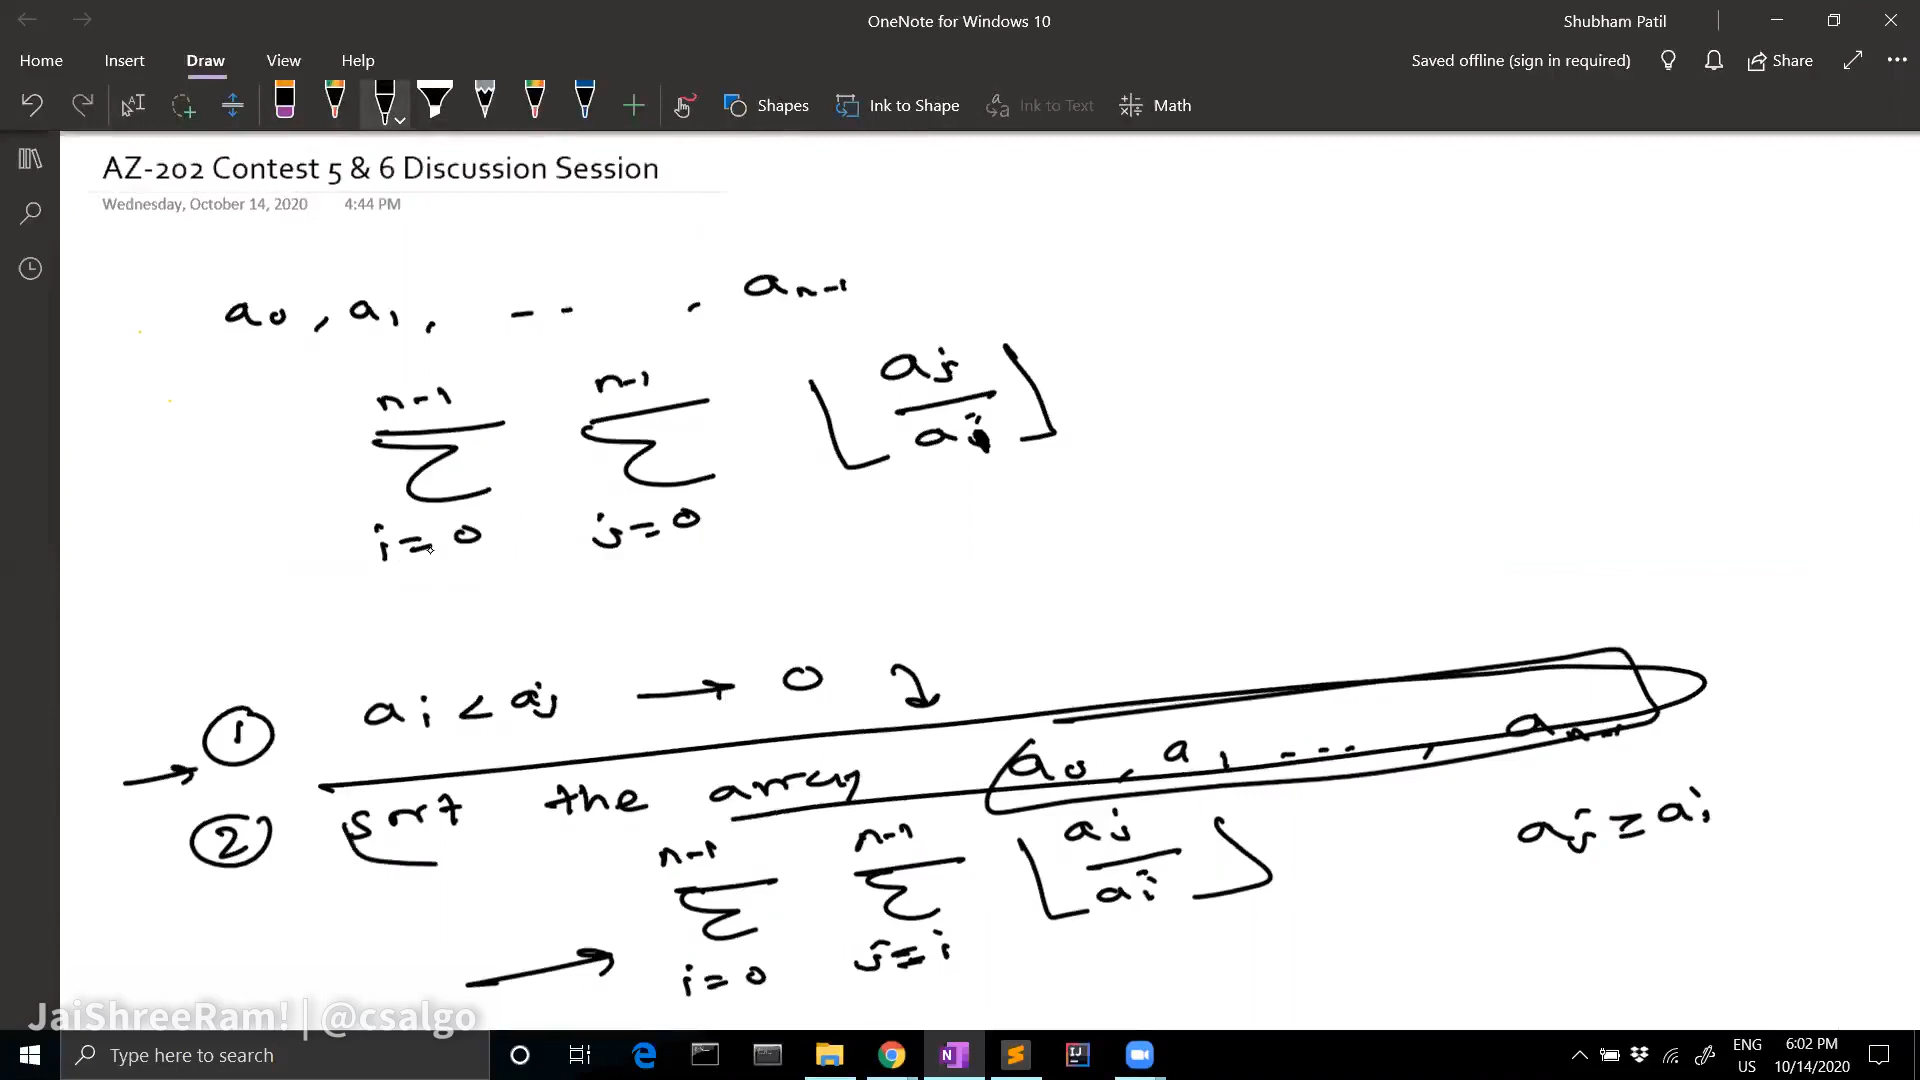 OneNote for Windows 10
Shubham Patil
Home Insert Draw View Help
Saved offline (sign in required) Share
Shapes Ink to Shape Ink to Text Math
AZ-202 Contest 5 & 6 Discussion Session
Wednesday, October 14, 2020 4:44 PM
a0, a1, -- . an-1
n-1 n-1
∑ ∑ ⌊aj/ai⌋
i=0 j=0
① ai < aj → 0
② sort the array a0, a1, ---, an-1
aj ≥ ai
n-1 n-1
→ ∑ ∑ ⌊aj/ai⌋
i=0 j=i
JaiShreeRam! | @csalgo
Type here to search
ENG US
6:02 PM
10/14/2020